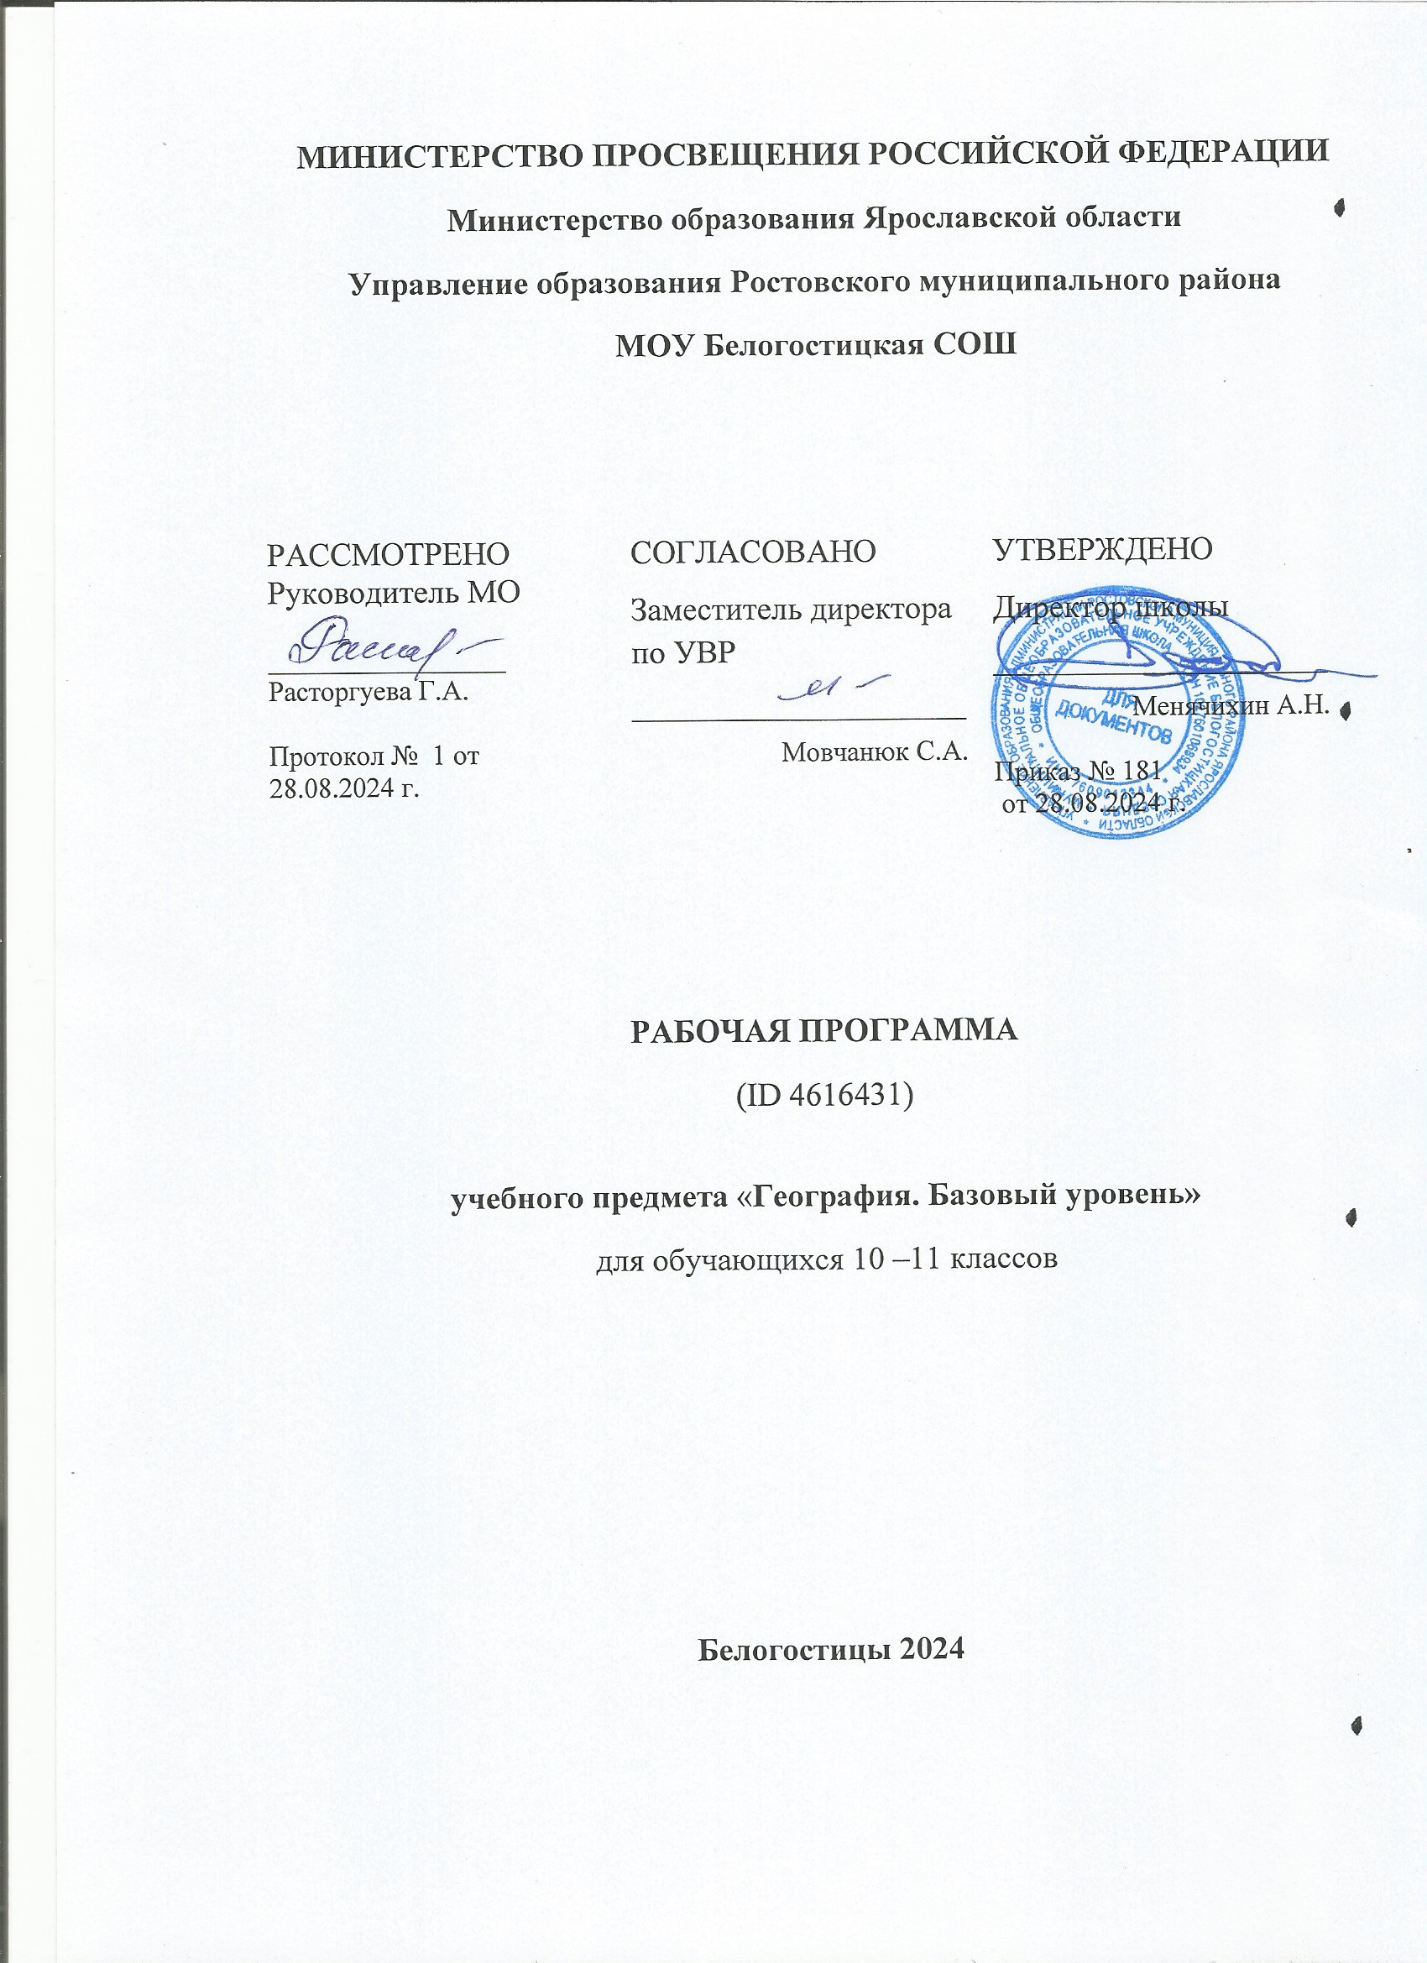 МИНИСТЕРСТВО ПРОСВЕЩЕНИЯ РОССИЙСКОЙ ФЕДЕРАЦИИ
Министерство образования Ярославской области
Управление образования Ростовского муниципального района
МОУ Белогостицкая СОШ
РАССМОТРЕНО
Руководитель МО
Расторгуева Г.А.
Протокол № 1 от
28.08.2024 г.
СОГЛАСОВАНО
Заместитель директора
по УВР
Мовчанюк С.А.
УТВЕРЖДЕНО
Директор школы
Менячихин А.Н.
Приказ № 181
от 28.08.2024 г.
ДЛЯ
ДОКУМЕНТОВ
РАБОЧАЯ ПРОГРАММА
(ID 4616431)
учебного предмета «География. Базовый уровень»
для обучающихся 10 –11 классов
Белогостицы 2024